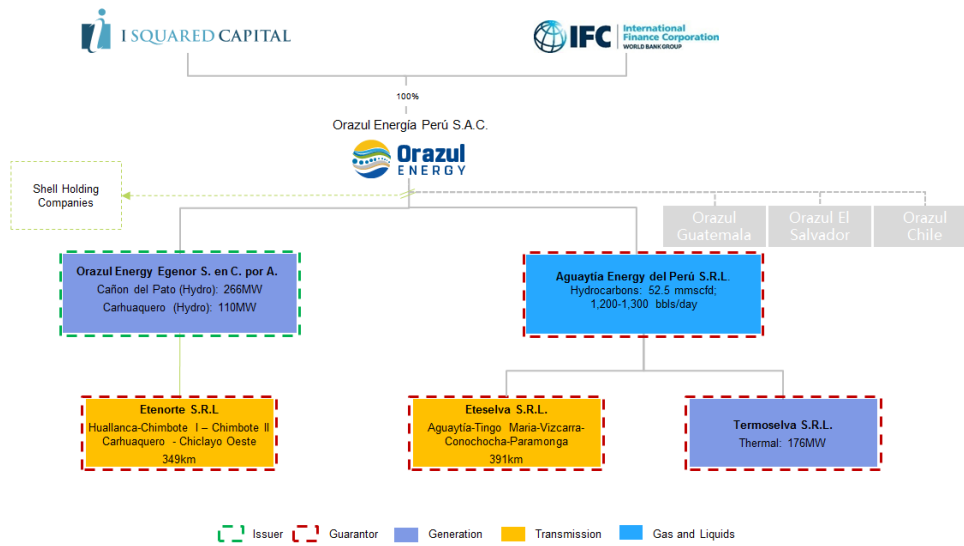 I SQUARED CAPITAL
IFC
International
Finance Corporation
WORLD BANK GROUP
100%
Orazul Energía Perú S.A.C.
Orazul
ENERGY
Shell Holding
Companies
Orazul
Guatemala
Orazul El
Salvador
Orazul
Chile
Orazul Energy Egenor S. en C. por A.
Cañon del Pato (Hydro): 266MW
Carhuaquero (Hydro): 110MW
Aguaytia Energy del Perú S.R.L.
Hydrocarbons: 52.5 mmscfd;
1,200-1,300 bbls/day
Etenorte S.R.L
Huallanca-Chimbote I – Chimbote II
Carhuaquero - Chiclayo Oeste
349km
Eteselva S.R.L.
Aguaytía-Tingo Maria-Vizcarra-
Conochocha-Paramonga
391km
Termoselva S.R.L.
Thermal: 176MW
Issuer
Guarantor
Generation
Transmission
Gas and Liquids